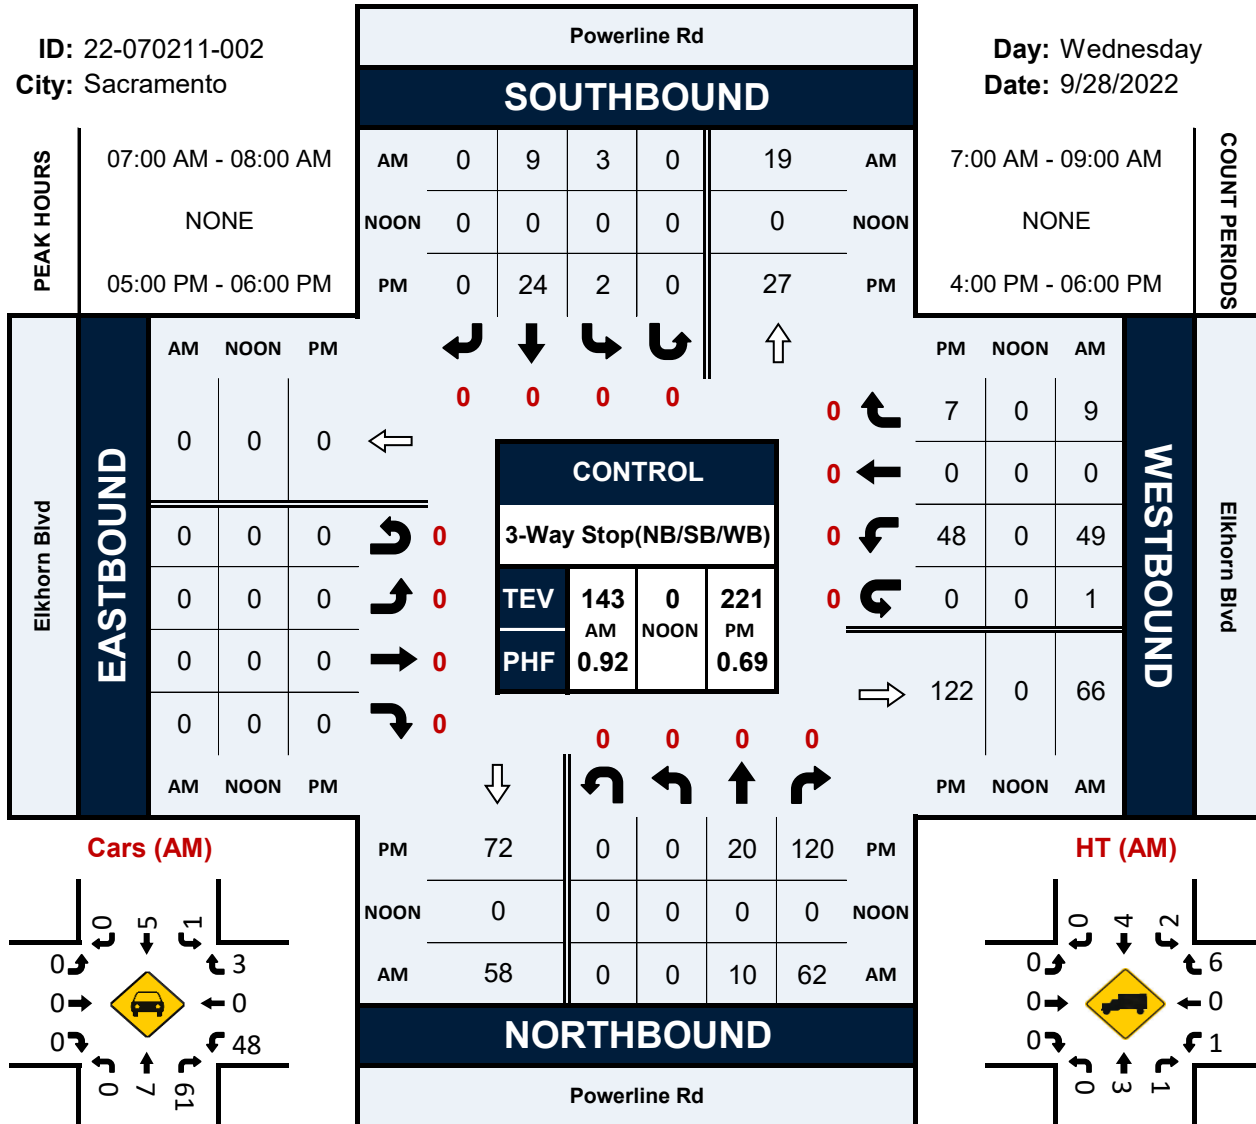 ID: 22-070211-002
City: Sacramento
Powerline Rd
SOUTHBOUND
Day: Wednesday
Date: 9/28/2022
PEAK HOURS
07:00 AM - 08:00 AM
NONE
05:00 PM - 06:00 PM
AM 0 9 3 0 19 AM
NOON 0 0 0 0 0 NOON
PM 0 24 2 0 27 PM
7:00 AM - 09:00 AM
NONE
4:00 PM - 06:00 PM
COUNT PERIODS
0 0 0 0
Elkhorn Blvd
EASTBOUND
AM NOON PM
0 0 0
0 0 0 0
0 0 0 0
0 0 0 0
0 0 0 0
AM NOON PM
CONTROL
3-Way Stop(NB/SB/WB)
TEV 143 0 221
AM NOON PM
PHF 0.92 0.69
PM NOON AM
0 7 0 9
0 0 0 0
0 48 0 49
0 0 0 1
122 0 66
PM NOON AM
WESTBOUND
Elkhorn Blvd
0 0 0 0
PM 72 0 0 20 120 PM
NOON 0 0 0 0 0 NOON
AM 58 0 0 10 62 AM
NORTHBOUND
Powerline Rd
Cars (AM)
0 5 1
0 3
0 0
0 48
0 7 61
HT (AM)
0 4 2
0 6
0 0
0 1
0 3 1